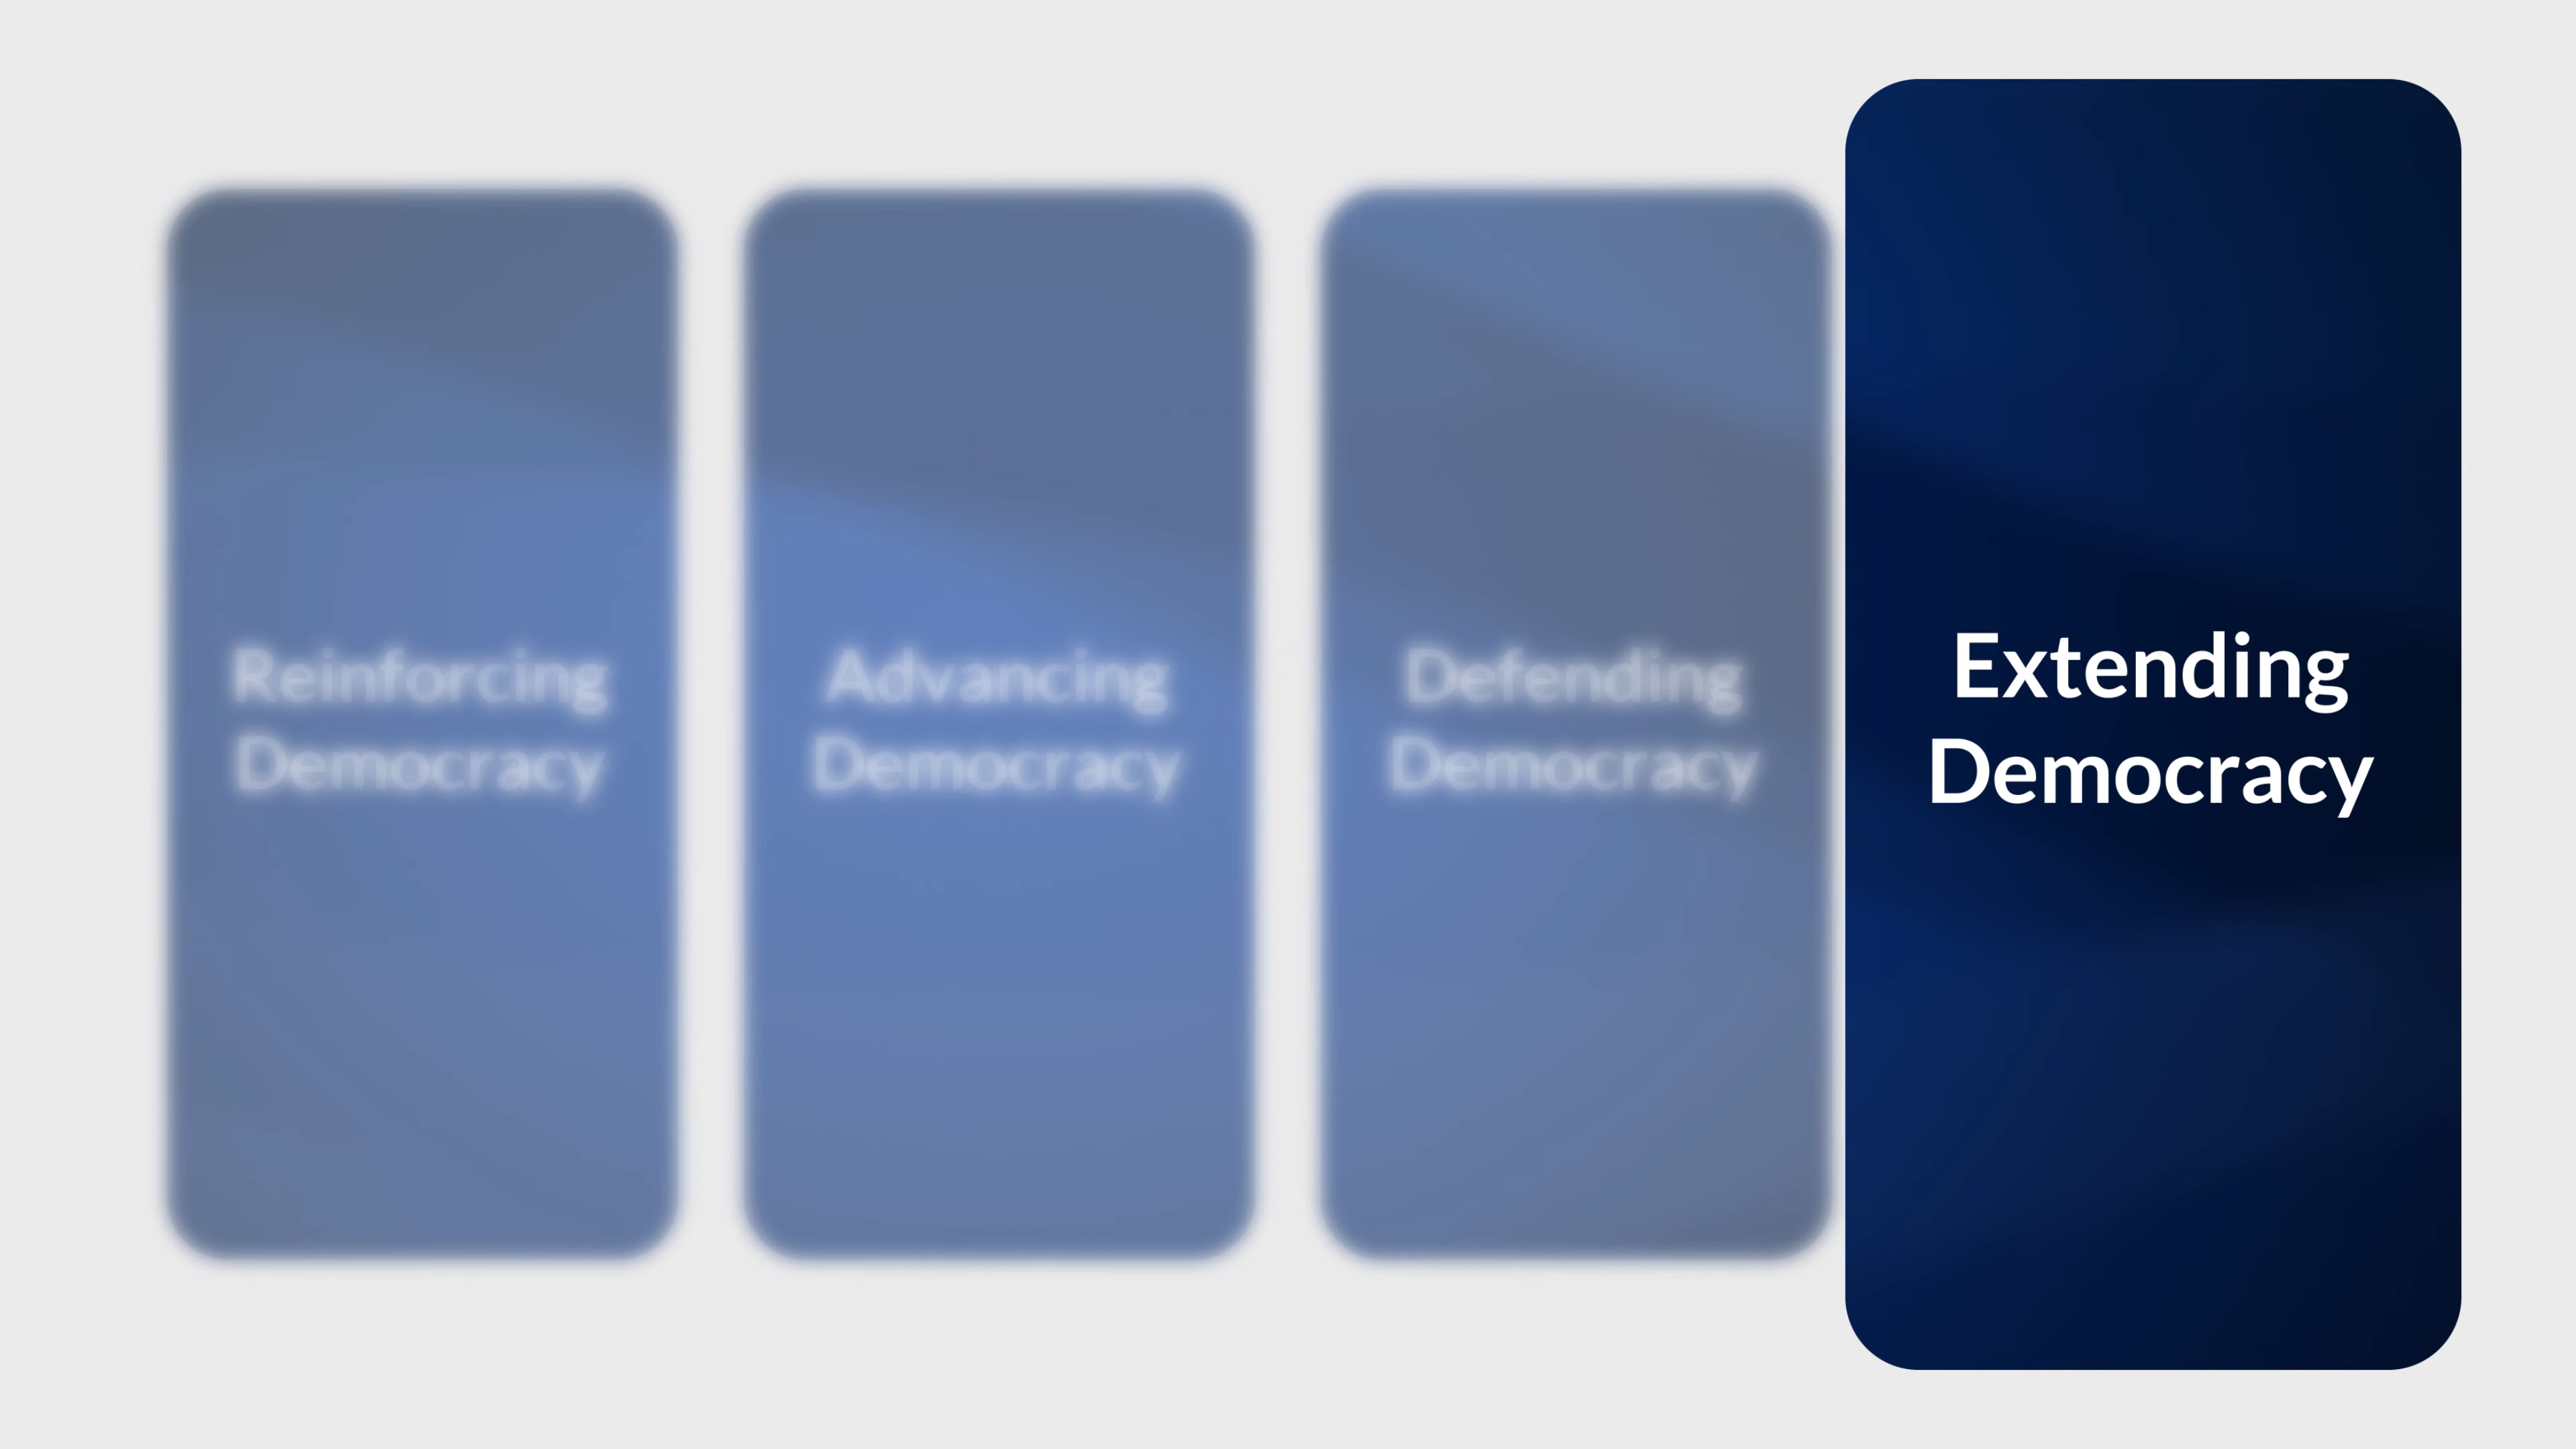 Reinforcing
Democracy
Advancing
Democracy
Defending
Democracy
Extending
Democracy